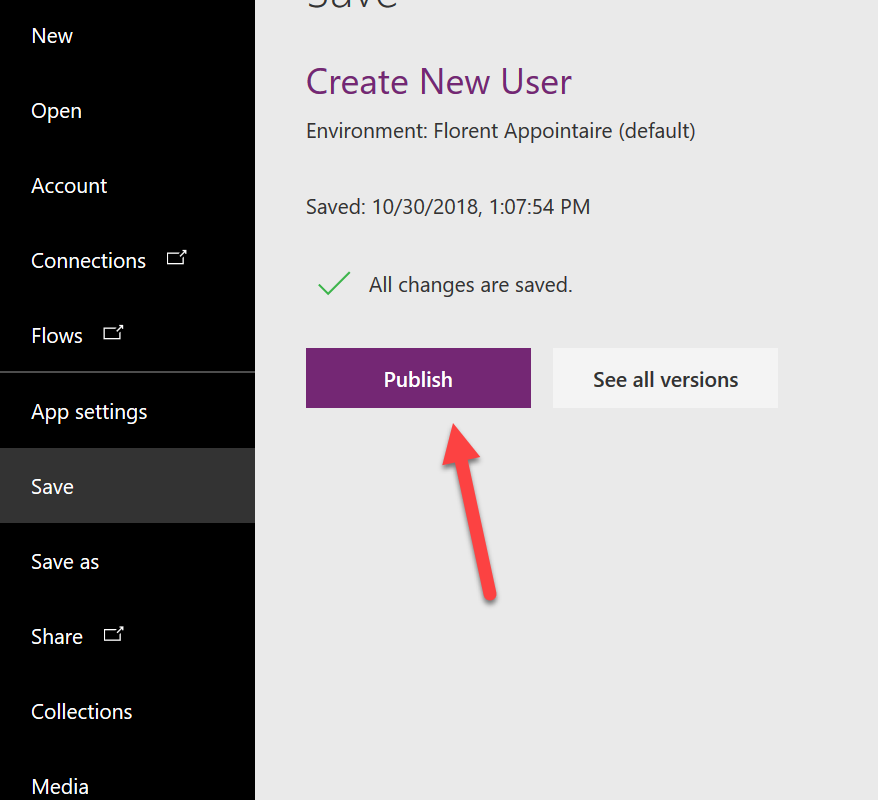 New
Open
Account
Connections
Flows
App settings
Save
Save as
Share
Collections
Media
Save
Create New User
Environment: Florent Appointaire (default)
Saved: 10/30/2018, 1:07:54 PM
All changes are saved.
Publish
See all versions